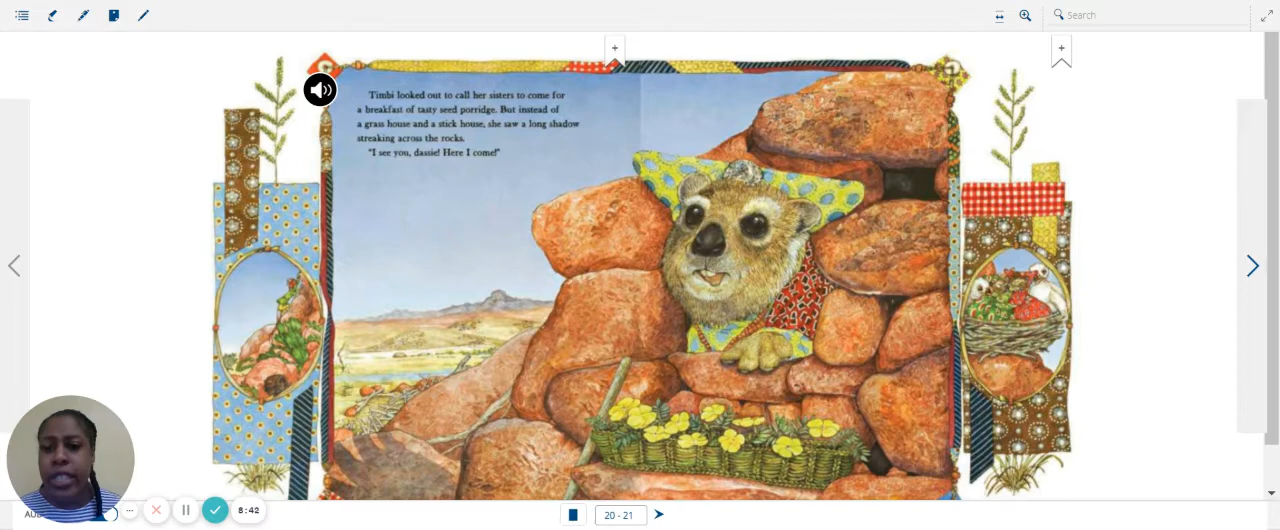 Search
Timbi looked out to call her sisters to come for
a breakfast of tasty seed porridge. But instead of
a grass house and a stick house, she saw a long shadow
streaking across the rocks.
"I see you, dassie! Here I come!"
8:42
20 - 21